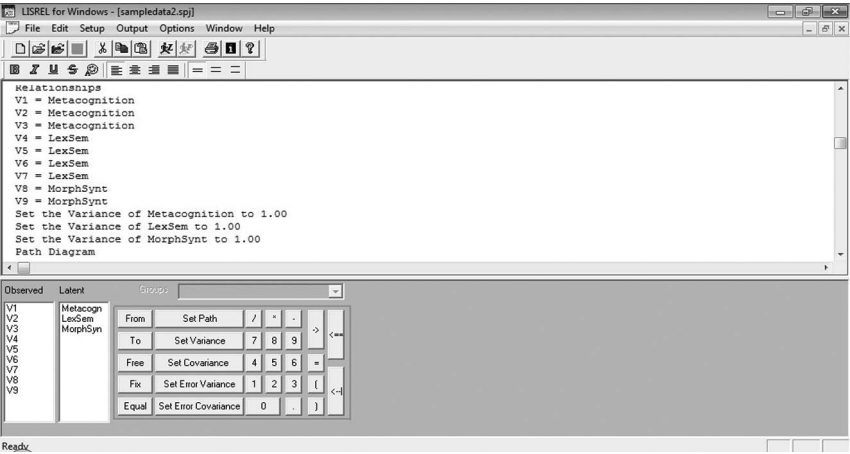 LISREL for Windows - [sampledata2.spj]
File Edit Setup Output Options Window Help
B I U S
Relationships
V1 = Metacognition
V2 = Metacognition
V3 = Metacognition
V4 = LexSem
V5 = LexSem
V6 = LexSem
V7 = LexSem
V8 = MorphSynt
V9 = MorphSynt
Set the Variance of Metacognition to 1.00
Set the Variance of LexSem to 1.00
Set the Variance of MorphSynt to 1.00
Path Diagram
Observed Latent Groups
V1 Metacogn
V2 LexSem
V3 MorphSyn
V4
V5
V6
V7
V8
V9
From Set Path / * - -> <==
To Set Variance 7 8 9
Free Set Covariance 4 5 6 =
Fix Set Error Variance 1 2 3 ( <--|
Equal Set Error Covariance 0 . )
Ready